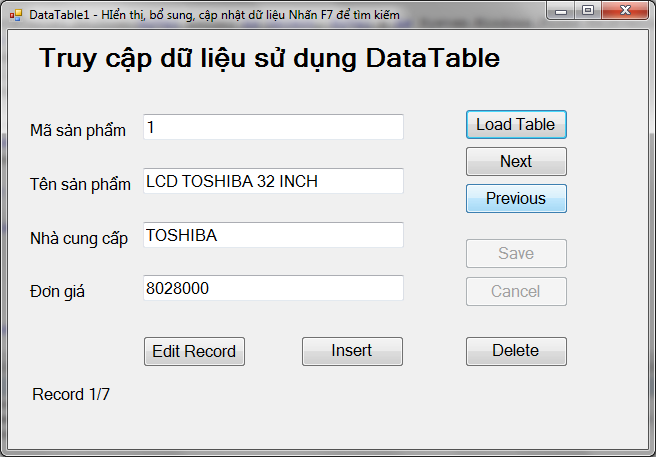 DataTable1 - HIển thị, bổ sung, cập nhật dữ liệu Nhấn F7 để tìm kiếm
Truy cập dữ liệu sử dụng DataTable
Mã sản phẩm 1 Load Table
Next
Tên sản phẩm LCD TOSHIBA 32 INCH
Previous
Nhà cung cấp TOSHIBA
Save
Đơn giá 8028000 Cancel
Edit Record Insert Delete
Record 1/7